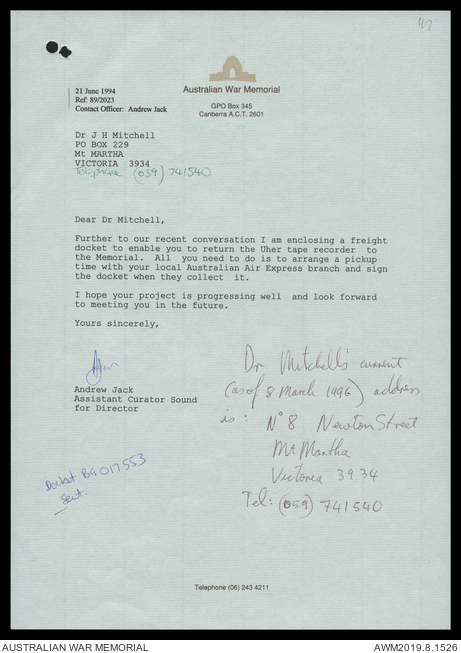 167
Australian War Memorial
GPO Box 345
Canberra A.C.T. 2601
21 June 1994
Ref: 89/2023
Contact Officer: Andrew Jack
Dr J H Mitchell
PO BOX 229
Mt MARTHA
VICTORIA 3934
Telephone (059) 741540
Dear Dr Mitchell,
Further to our recent conversation I am enclosing a freight
docket to enable you to return the Uher tape recorder to
the Memorial. All you need to do is to arrange a pickup
time with your local Australian Air Express branch and sign
the docket when they collect it.
I hope your project is progressing well and look forward
to meeting you in the future.
Yours sincerely,
Andrew Jack
Assistant Curator Sound
for Director
Dr Mitchell's current
(as of 8 March 1996) address
is: No 8 Newton Street
Mt Martha
Victoria 3934
Tel: (059) 741540
Docket B9017553
Sent.
Telephone (06) 243 4211
AUSTRALIAN WAR MEMORIAL
AWM2019.8.1526